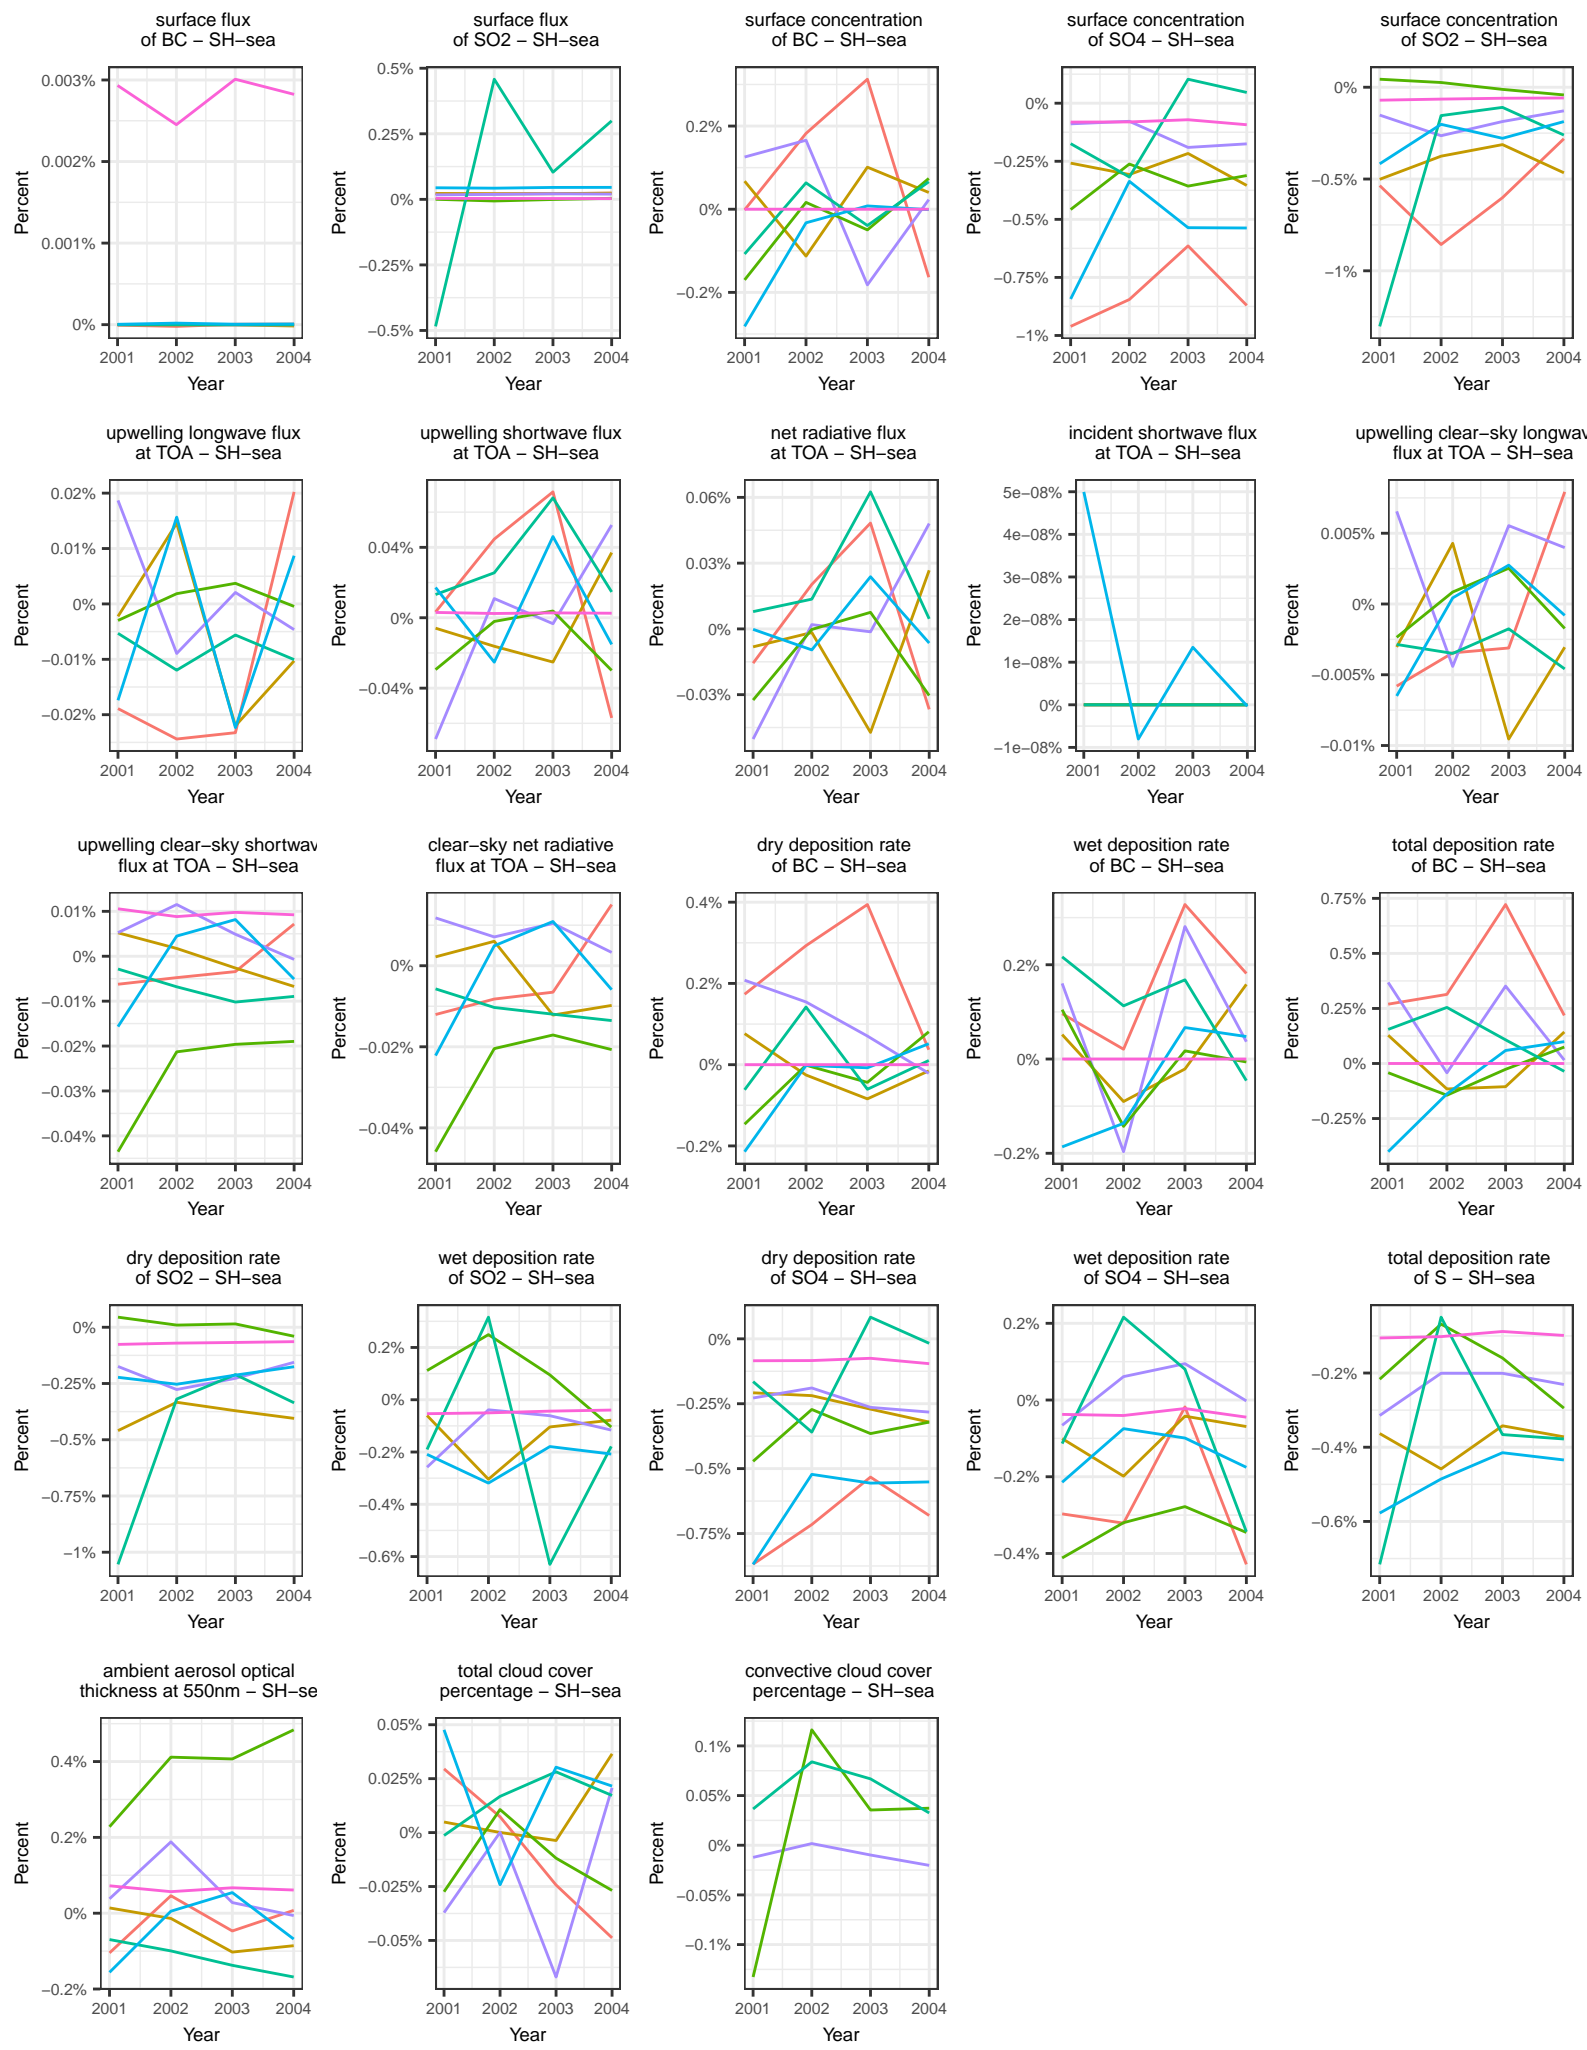 surface flux
of BC − SH−sea
surface flux
of SO2 − SH−sea
surface concentration
of BC − SH−sea
surface concentration
of SO4 − SH−sea
surface concentration
of SO2 − SH−sea
0.003%
0.002%
0.001%
0%
Percent
2001 2002 2003 2004
Year
0.5%
0.25%
0%
−0.25%
−0.5%
Percent
2001 2002 2003 2004
Year
0.2%
0%
−0.2%
Percent
2001 2002 2003 2004
Year
0%
−0.25%
−0.5%
−0.75%
−1%
Percent
2001 2002 2003 2004
Year
0%
−0.5%
−1%
Percent
2001 2002 2003 2004
Year
upwelling longwave flux
at TOA − SH−sea
upwelling shortwave flux
at TOA − SH−sea
net radiative flux
at TOA − SH−sea
incident shortwave flux
at TOA − SH−sea
upwelling clear−sky longwav
flux at TOA − SH−sea
0.02%
0.01%
0%
−0.01%
−0.02%
Percent
2001 2002 2003 2004
Year
0.04%
0%
−0.04%
Percent
2001 2002 2003 2004
Year
0.06%
0.03%
0%
−0.03%
Percent
2001 2002 2003 2004
Year
5e−08%
4e−08%
3e−08%
2e−08%
1e−08%
0%
−1e−08%
Percent
2001 2002 2003 2004
Year
0.005%
0%
−0.005%
−0.01%
Percent
2001 2002 2003 2004
Year
upwelling clear−sky shortwav
flux at TOA − SH−sea
clear−sky net radiative
flux at TOA − SH−sea
dry deposition rate
of BC − SH−sea
wet deposition rate
of BC − SH−sea
total deposition rate
of BC − SH−sea
0.01%
0%
−0.01%
−0.02%
−0.03%
−0.04%
Percent
2001 2002 2003 2004
Year
0%
−0.02%
−0.04%
Percent
2001 2002 2003 2004
Year
0.4%
0.2%
0%
−0.2%
Percent
2001 2002 2003 2004
Year
0.2%
0%
−0.2%
Percent
2001 2002 2003 2004
Year
0.75%
0.5%
0.25%
0%
−0.25%
Percent
2001 2002 2003 2004
Year
dry deposition rate
of SO2 − SH−sea
wet deposition rate
of SO2 − SH−sea
dry deposition rate
of SO4 − SH−sea
wet deposition rate
of SO4 − SH−sea
total deposition rate
of S − SH−sea
0%
−0.25%
−0.5%
−0.75%
−1%
Percent
2001 2002 2003 2004
Year
0.2%
0%
−0.2%
−0.4%
−0.6%
Percent
2001 2002 2003 2004
Year
0%
−0.25%
−0.5%
−0.75%
Percent
2001 2002 2003 2004
Year
0.2%
0%
−0.2%
−0.4%
Percent
2001 2002 2003 2004
Year
−0.2%
−0.4%
−0.6%
Percent
2001 2002 2003 2004
Year
ambient aerosol optical
thickness at 550nm − SH−se
total cloud cover
percentage − SH−sea
convective cloud cover
percentage − SH−sea
0.4%
0.2%
0%
−0.2%
Percent
2001 2002 2003 2004
Year
0.05%
0.025%
0%
−0.025%
−0.05%
Percent
2001 2002 2003 2004
Year
0.1%
0.05%
0%
−0.05%
−0.1%
Percent
2001 2002 2003 2004
Year